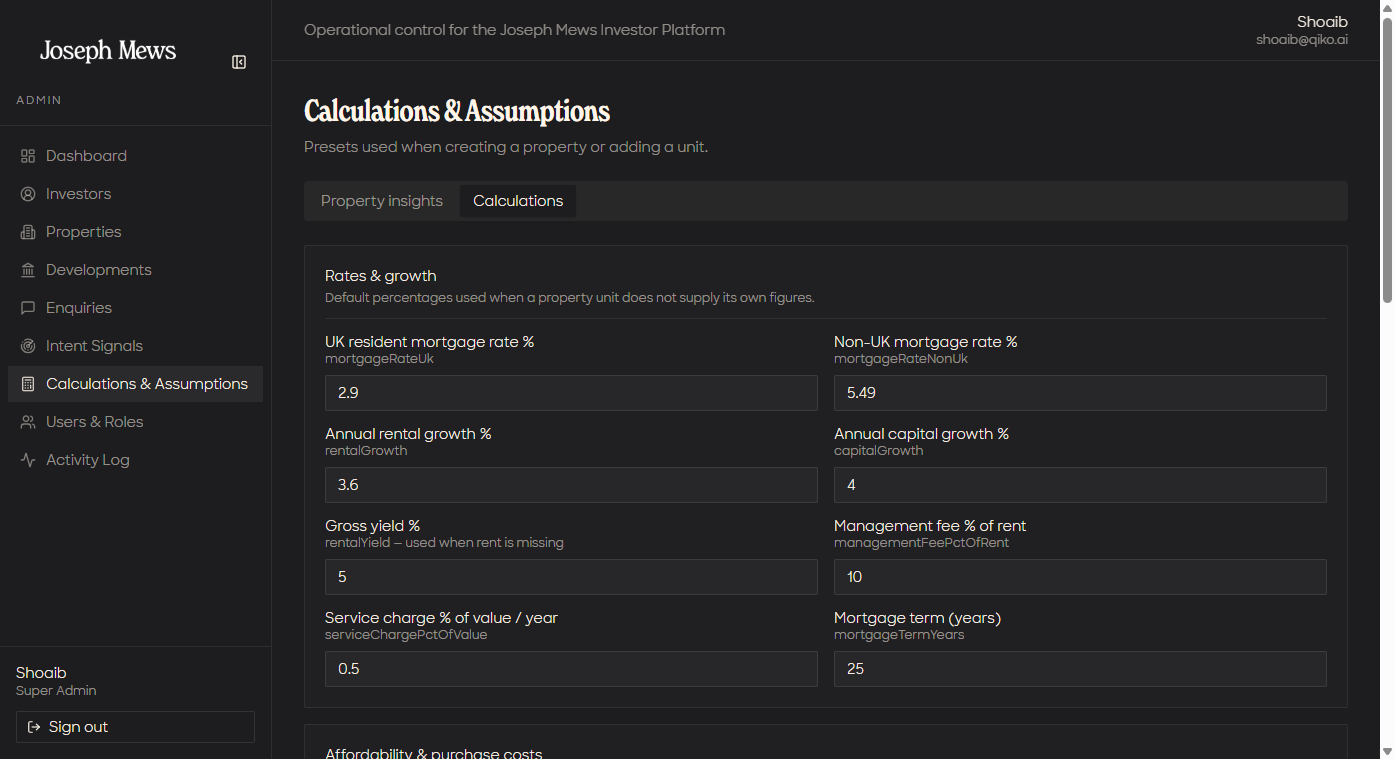 Joseph Mews
ADMIN
Dashboard
Investors
Properties
Developments
Enquiries
Intent Signals
Calculations & Assumptions
Users & Roles
Activity Log
Shoaib
Super Admin
Sign out
Operational control for the Joseph Mews Investor Platform
Shoaib
shoaib@qiko.ai
Calculations & Assumptions
Presets used when creating a property or adding a unit.
Property insights
Calculations
Rates & growth
Default percentages used when a property unit does not supply its own figures.
UK resident mortgage rate %
mortgageRateUk
2.9
Non-UK mortgage rate %
mortgageRateNonUk
5.49
Annual rental growth %
rentalGrowth
3.6
Annual capital growth %
capitalGrowth
4
Gross yield %
rentalYield — used when rent is missing
5
Management fee % of rent
managementFeePctOfRent
10
Service charge % of value / year
serviceChargePctOfValue
0.5
Mortgage term (years)
mortgageTermYears
25
Affordability & purchase costs